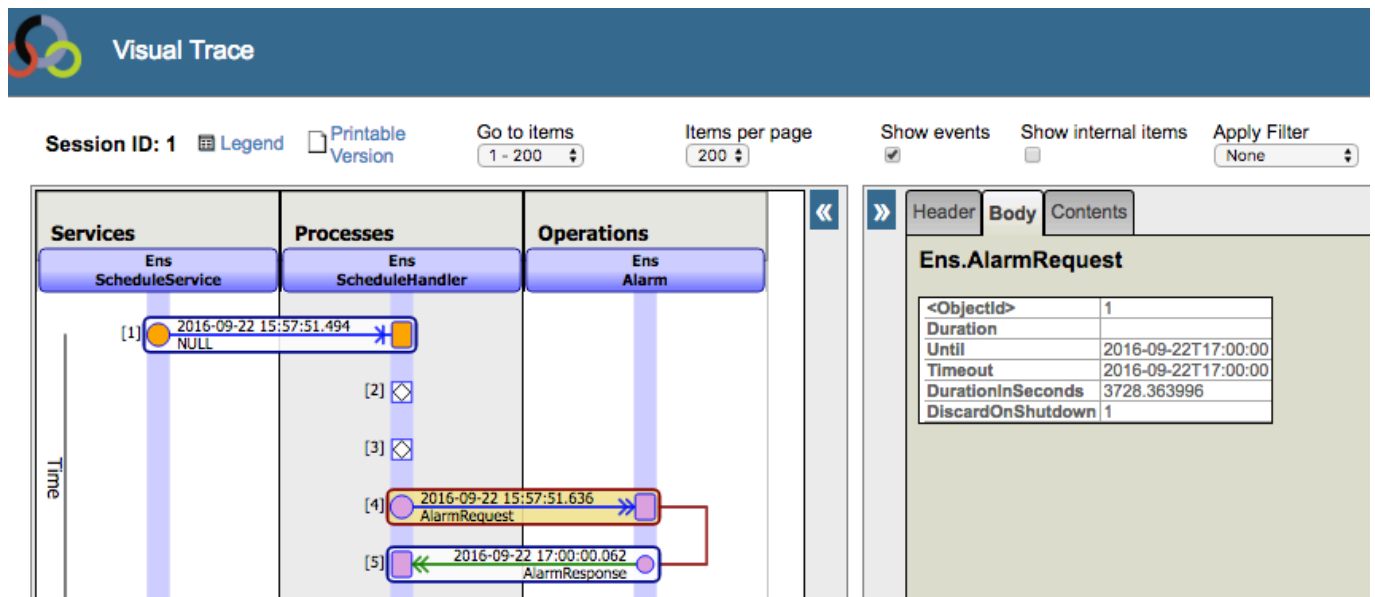 Visual Trace
Session ID: 1
Legend
Printable
Version
Go to items
1 - 200
Items per page
200
Show events
Show internal items
Apply Filter
None
Services
Processes
Operations
Ens
ScheduleService
Ens
ScheduleHandler
Ens
Alarm
[1]
2016-09-22 15:57:51.494
NULL
[2]
[3]
Time
[4]
2016-09-22 15:57:51.636
AlarmRequest
[5]
2016-09-22 17:00:00.062
AlarmResponse
«
»
Header
Body
Contents
Ens.AlarmRequest
<ObjectId> 1
Duration
Until 2016-09-22T17:00:00
Timeout 2016-09-22T17:00:00
DurationInSeconds 3728.363996
DiscardOnShutdown 1